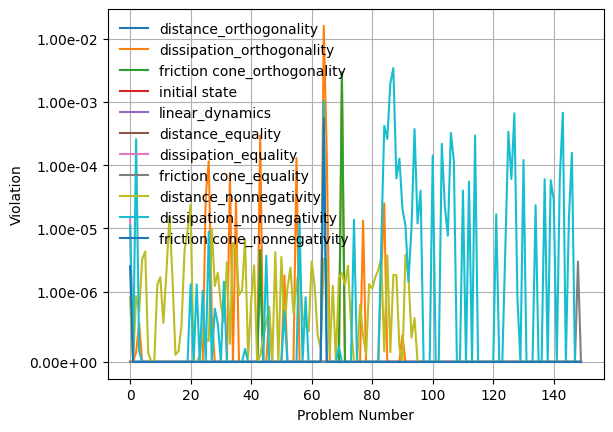 distance_orthogonality
dissipation_orthogonality
friction cone_orthogonality
initial state
linear_dynamics
distance_equality
dissipation_equality
friction cone_equality
distance_nonnegativity
dissipation_nonnegativity
friction cone_nonnegativity
1.00e-02
1.00e-03
1.00e-04
1.00e-05
1.00e-06
0.00e+00
Violation
0 20 40 60 80 100 120 140
Problem Number